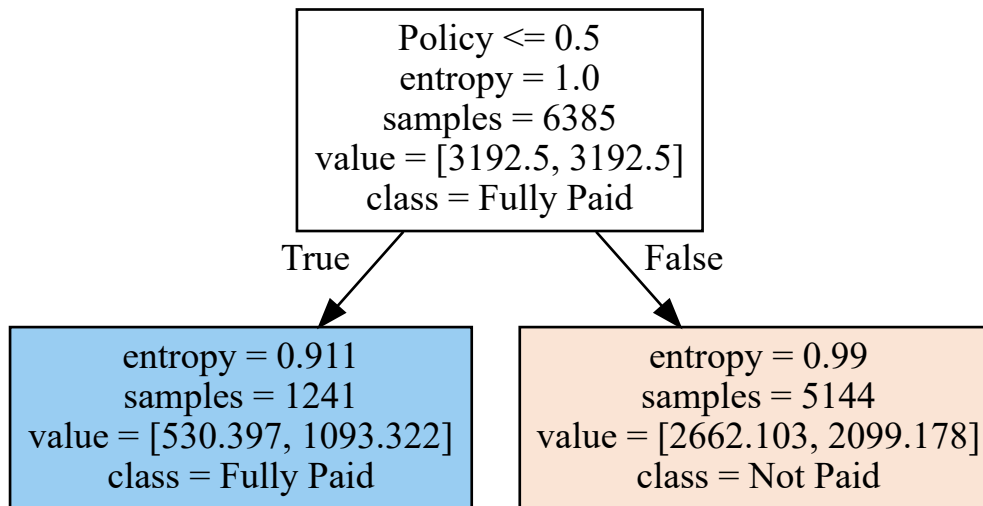 Policy <= 0.5
entropy = 1.0
samples = 6385
value = [3192.5, 3192.5]
class = Fully Paid
True
False
entropy = 0.911
samples = 1241
value = [530.397, 1093.322]
class = Fully Paid
entropy = 0.99
samples = 5144
value = [2662.103, 2099.178]
class = Not Paid